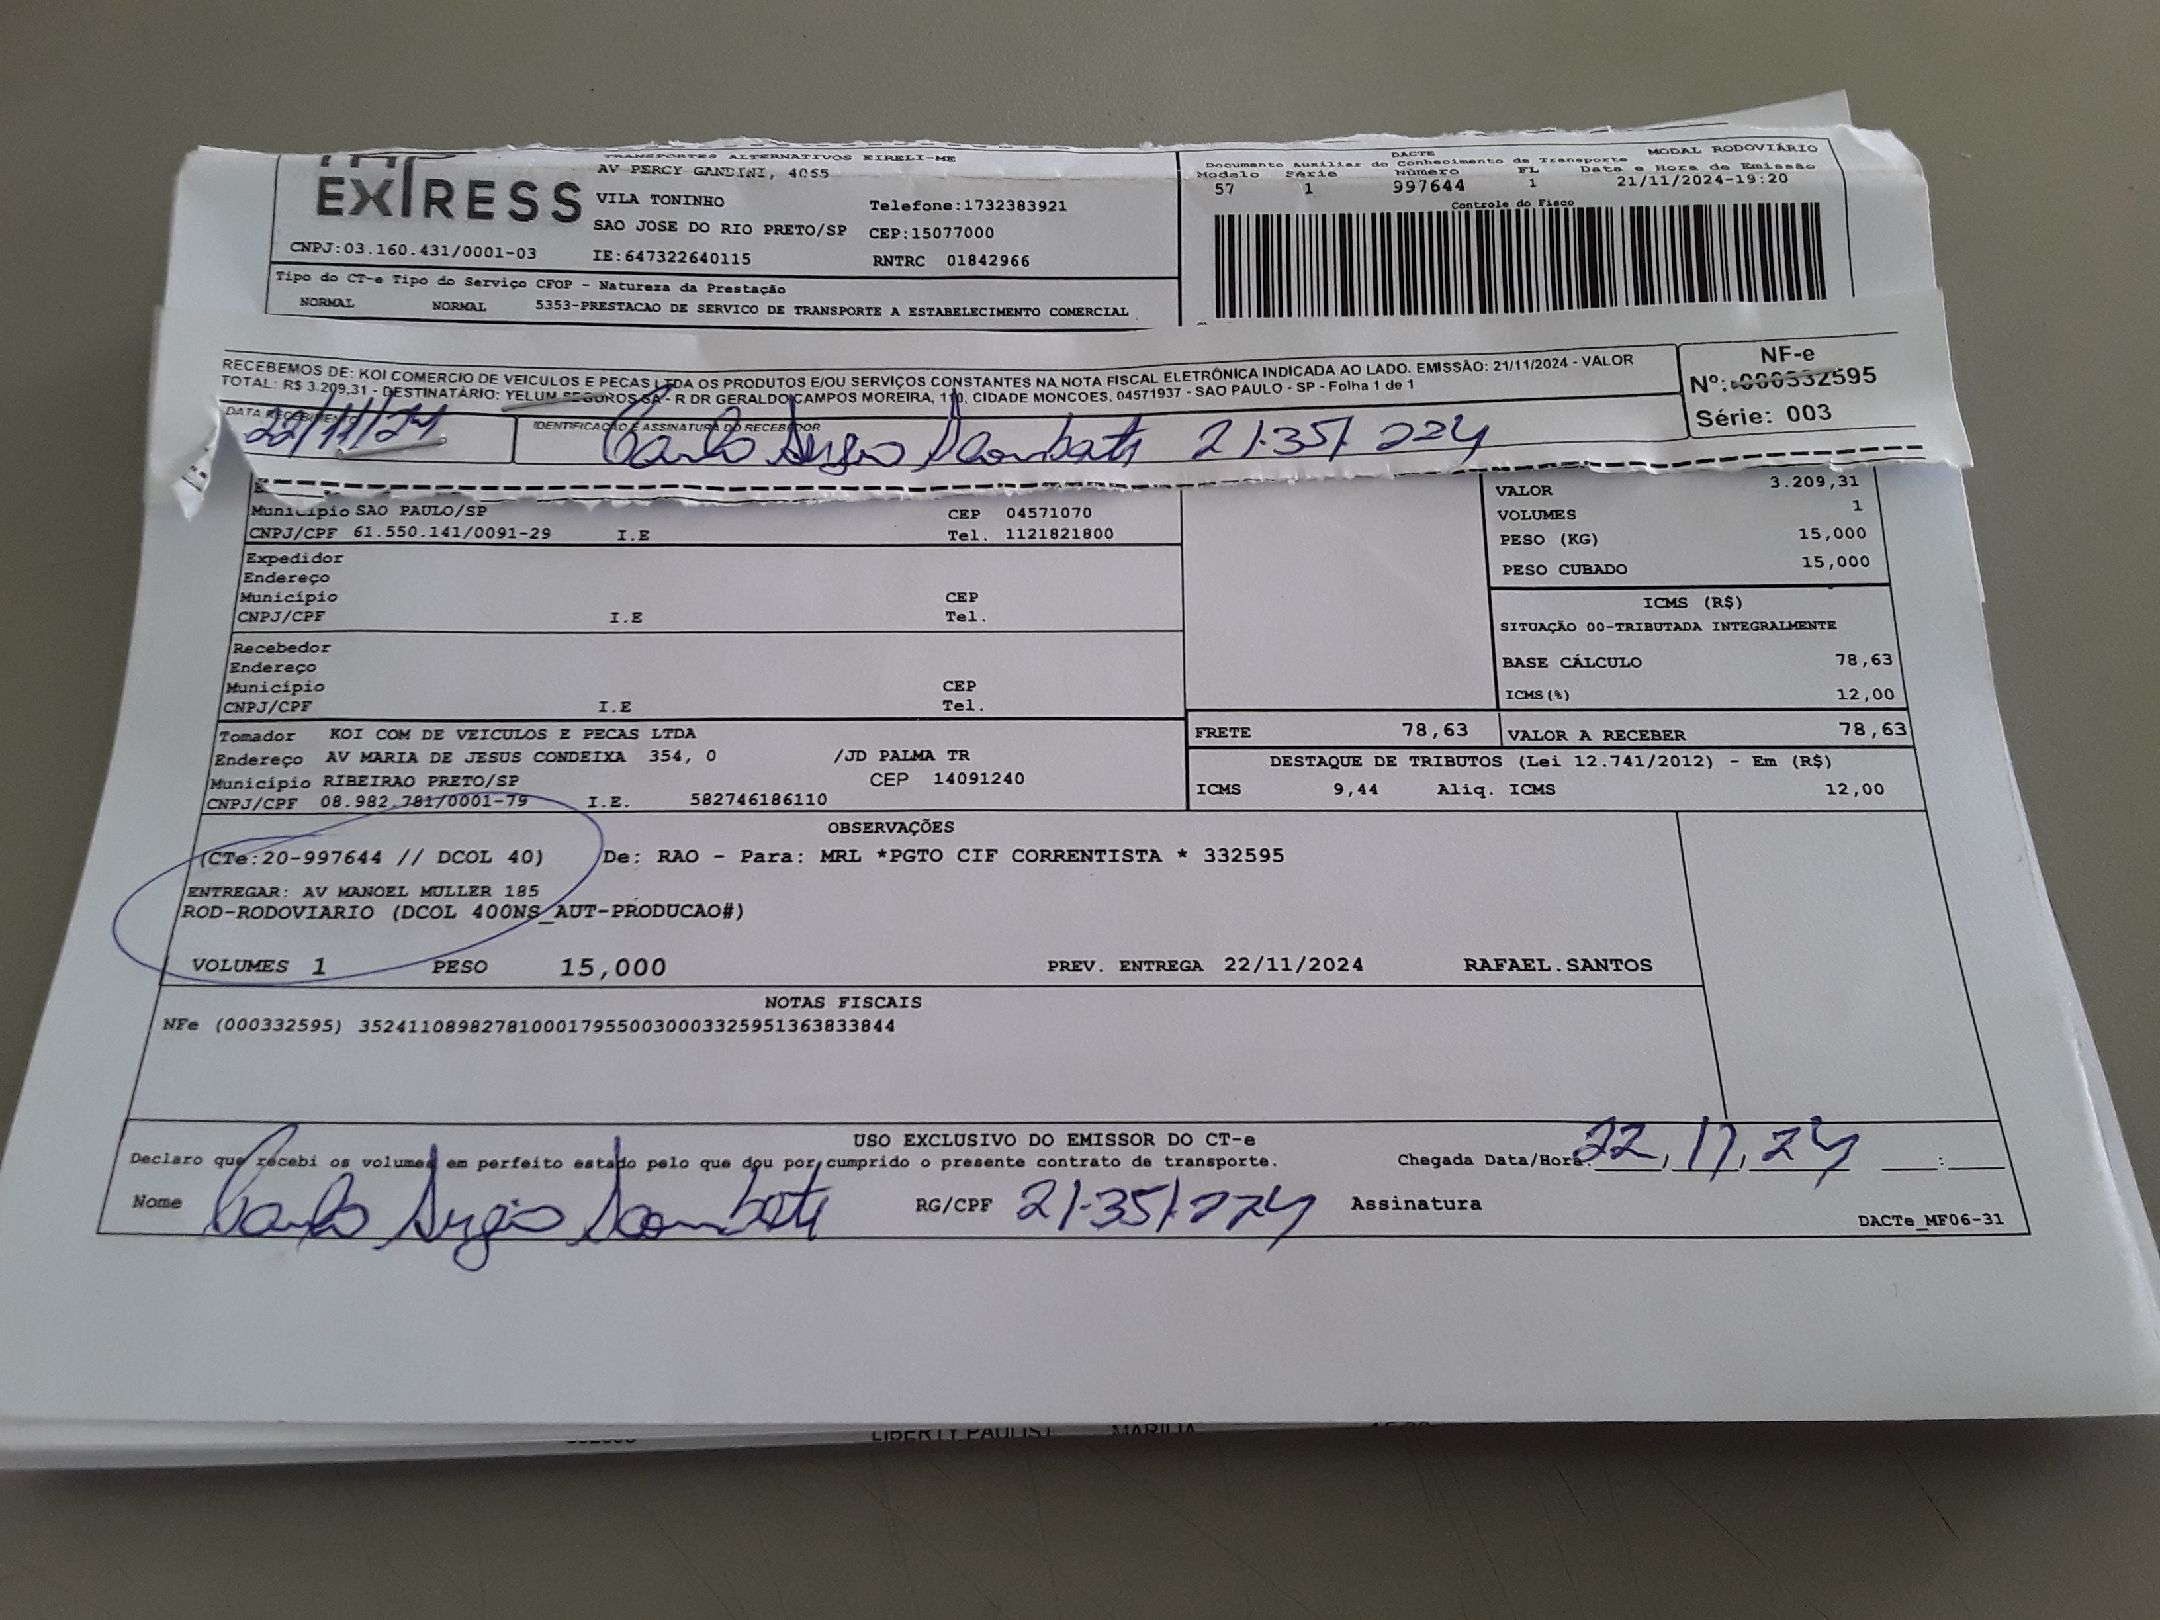 EXPRESS
TRANSPORTES ALTERNATIVOS EIRELI-ME
AV PERCY GANDINI, 4055
VILA TONINHO Telefone:1732383921
SAO JOSE DO RIO PRETO/SP CEP:15077000
CNPJ:03.160.431/0001-03 IE:647322640115 RNTRC 01842966
Tipo do CT-e Tipo do Serviço CFOP - Natureza da Prestação
NORMAL NORMAL 5353-PRESTACAO DE SERVICO DE TRANSPORTE A ESTABELECIMENTO COMERCIAL
DACTE MODAL RODOVIÁRIO
Documento Auxiliar do Conhecimento de Transporte
Modelo Série Número FL Data e Hora de Emissão
57 1 997644 1 21/11/2024-19:20
Controle do Fisco
RECEBEMOS DE: KOI COMERCIO DE VEICULOS E PECAS LTDA OS PRODUTOS E/OU SERVIÇOS CONSTANTES NA NOTA FISCAL ELETRÔNICA INDICADA AO LADO. EMISSÃO: 21/11/2024 - VALOR
TOTAL: R$ 3.209,31 - DESTINATÁRIO: YELUM SEGUROS SA - R DR GERALDO CAMPOS MOREIRA, 110, CIDADE MONCOES, 04571937 - SAO PAULO - SP - Folha 1 de 1
NF-e
Nº: 000332595
Série: 003
DATA RECEBIMENTO IDENTIFICAÇÃO E ASSINATURA DO RECEBEDOR
22/11/24 Sergio 21.351.224
Município SAO PAULO/SP CEP 04571070
CNPJ/CPF 61.550.141/0091-29 I.E Tel. 1121821800
Expedidor
Endereço
Município CEP
CNPJ/CPF I.E Tel.
Recebedor
Endereço
Município CEP
CNPJ/CPF I.E Tel.
Tomador KOI COM DE VEICULOS E PECAS LTDA
Endereço AV MARIA DE JESUS CONDEIXA 354, 0 /JD PALMA TR
Município RIBEIRAO PRETO/SP CEP 14091240
CNPJ/CPF 08.982.781/0001-79 I.E. 582746186110
VALOR 3.209,31
VOLUMES 1
PESO (KG) 15,000
PESO CUBADO 15,000
ICMS (R$)
SITUAÇÃO 00-TRIBUTADA INTEGRALMENTE
BASE CÁLCULO 78,63
ICMS(%) 12,00
FRETE 78,63 VALOR A RECEBER 78,63
DESTAQUE DE TRIBUTOS (Lei 12.741/2012) - Em (R$)
ICMS 9,44 Aliq. ICMS 12,00
OBSERVAÇÕES
(CTe:20-997644 // DCOL 40) De: RAO - Para: MRL *PGTO CIF CORRENTISTA * 332595
ENTREGAR: AV MANOEL MULLER 185
ROD-RODOVIARIO (DCOL 400NS_AUT-PRODUCAO#)
VOLUMES 1 PESO 15,000 PREV. ENTREGA 22/11/2024 RAFAEL.SANTOS
NOTAS FISCAIS
NFe (000332595) 35241108982781000179550030003325951363833844
USO EXCLUSIVO DO EMISSOR DO CT-e
Declaro que recebi os volumes em perfeito estado pelo que dou por cumprido o presente contrato de transporte. Chegada Data/Hora: 22, 11, 24 :
Nome Sergio RG/CPF 21.351.224 Assinatura
DACTe_MF06-31
LIBERTY PAULIST MARILIA